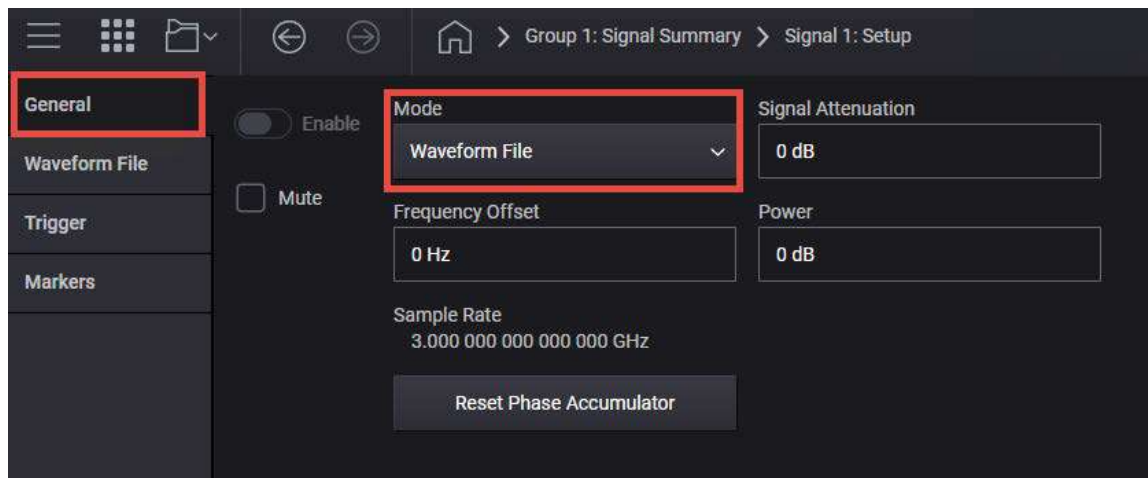 Group 1: Signal Summary > Signal 1: Setup
General
Waveform File
Trigger
Markers
Enable
Mute
Mode
Waveform File
Signal Attenuation
0 dB
Frequency Offset
0 Hz
Power
0 dB
Sample Rate
3.000 000 000 000 000 GHz
Reset Phase Accumulator